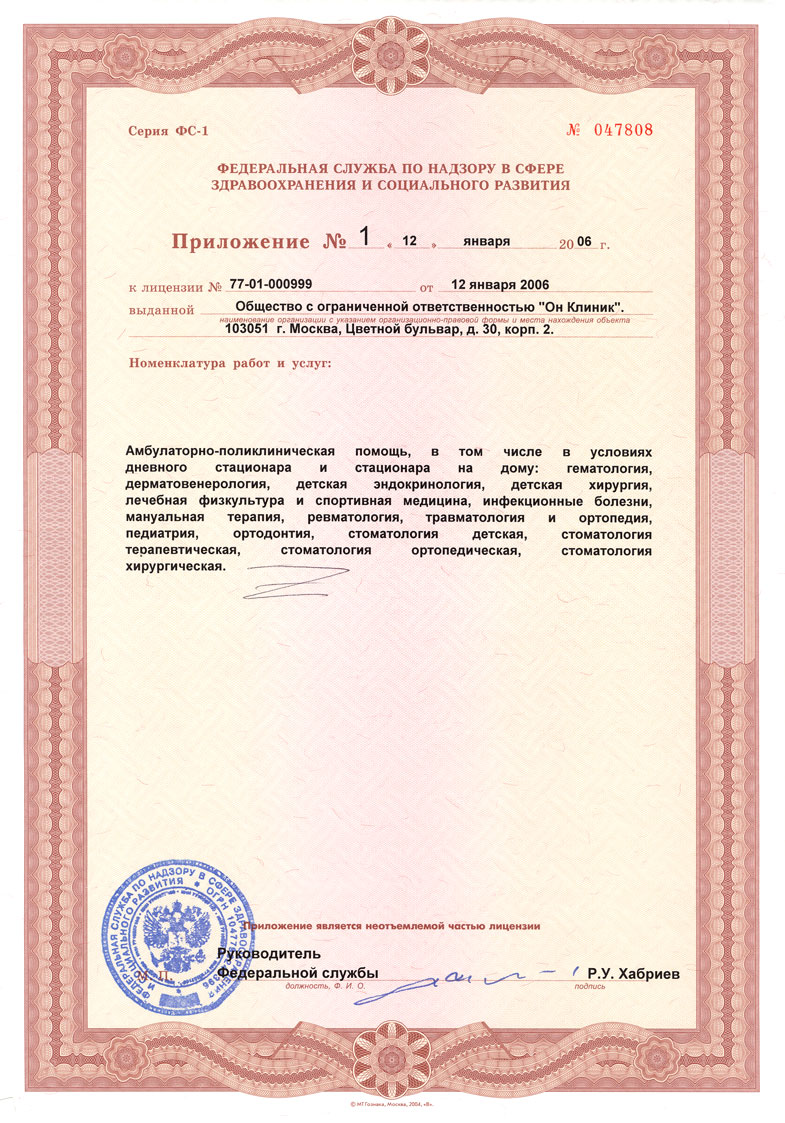 Серия ФС-1
№ 047808
ФЕДЕРАЛЬНАЯ СЛУЖБА ПО НАДЗОРУ В СФЕРЕ
ЗДРАВООХРАНЕНИЯ И СОЦИАЛЬНОГО РАЗВИТИЯ
Приложение № 1 « 12 » января 20 06 г.
к лицензии № 77-01-000999 от 12 января 2006
выданной Общество с ограниченной ответственностью "Он Клиник".
наименование организации с указанием организационно-правовой формы и места нахождения объекта
103051 г. Москва, Цветной бульвар, д. 30, корп. 2.
Номенклатура работ и услуг:
Амбулаторно-поликлиническая помощь, в том числе в условиях
дневного стационара и стационара на дому: гематология,
дерматовенерология, детская эндокринология, детская хирургия,
лечебная физкультура и спортивная медицина, инфекционные болезни,
мануальная терапия, ревматология, травматология и ортопедия,
педиатрия, ортодонтия, стоматология детская, стоматология
терапевтическая, стоматология ортопедическая, стоматология
хирургическая.
ФЕДЕРАЛЬНАЯ СЛУЖБА ПО НАДЗОРУ В СФЕРЕ ЗДРАВООХРАНЕНИЯ
И СОЦИАЛЬНОГО РАЗВИТИЯ * ОГРН
Приложение является неотъемлемой частью лицензии
Руководитель
М. П. Федеральной службы Р.У. Хабриев
должность, Ф. И. О. подпись
© МТ Гознака, Москва, 2004, «В».